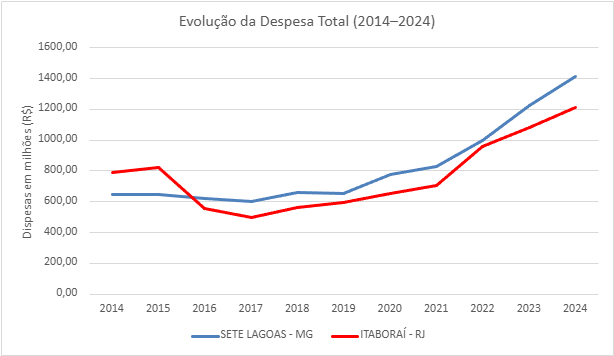 Evolução da Despesa Total (2014–2024)
Dispesas em milhões (R$)
1600,00
1400,00
1200,00
1000,00
800,00
600,00
400,00
200,00
0,00
2014 2015 2016 2017 2018 2019 2020 2021 2022 2023 2024
SETE LAGOAS - MG ITABORAÍ - RJ